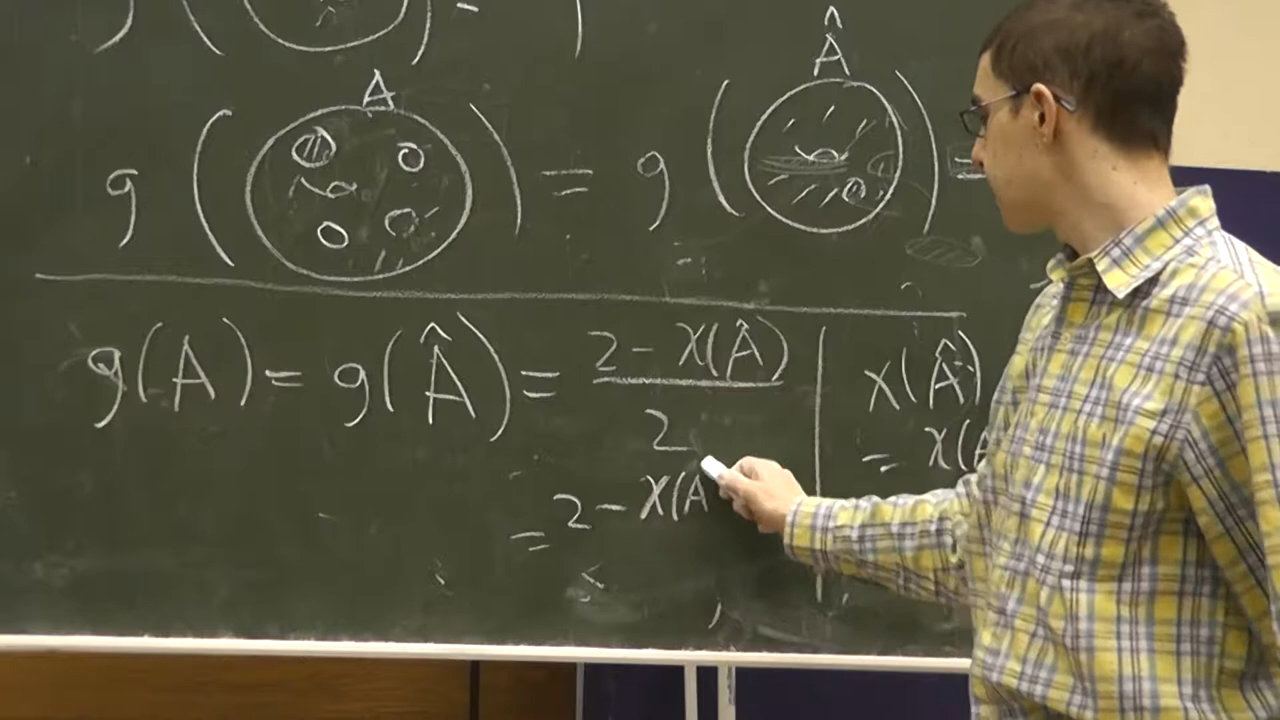 A Â
g ( ) = g ( ) =
g(A) = g(Â) = 2 - χ(Â) / 2 | χ(Â)
= χ(A
= 2 - χ(A